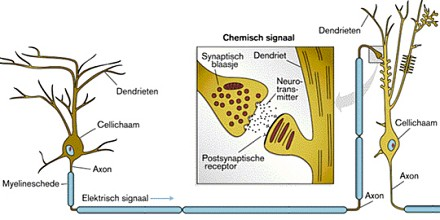 Chemisch signaal
Synaptisch
blaasje
Dendriet
Neuro-
trans-
mitter
Postsynaptische
receptor
Dendrieten
Dendrieten
Cellichaam
Cellichaam
Axon
Myelineschede
Elektrisch signaal
Axon
Axon